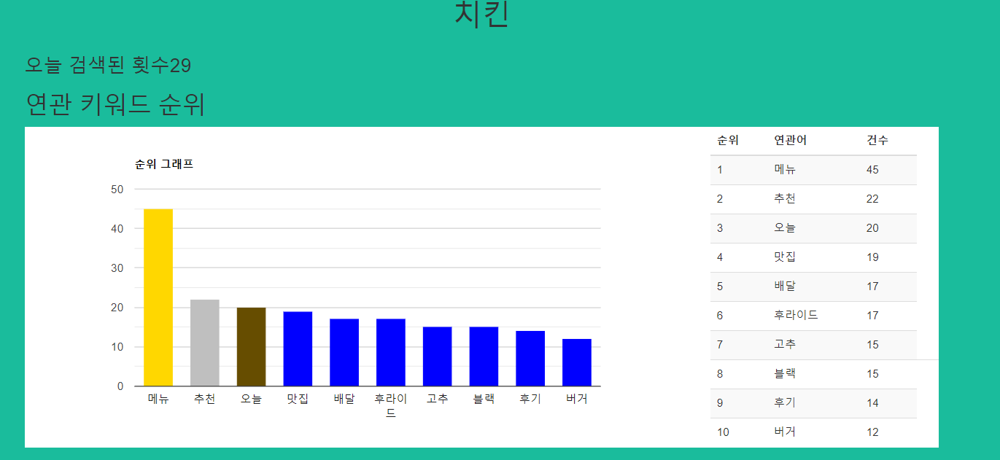 치킨
오늘 검색된 횟수29
연관 키워드 순위
순위 그래프
50
40
30
20
10
0
메뉴 추천 오늘 맛집 배달 후라이드 고추 블랙 후기 버거
순위 연관어 건수
1 메뉴 45
2 추천 22
3 오늘 20
4 맛집 19
5 배달 17
6 후라이드 17
7 고추 15
8 블랙 15
9 후기 14
10 버거 12